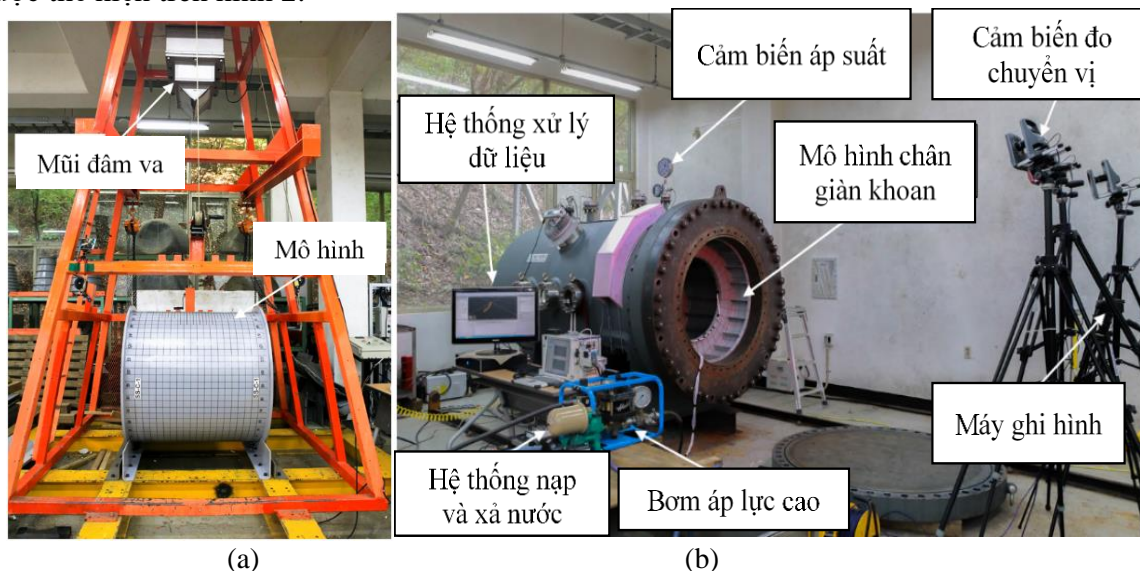 Mũi đâm va
Mô hình
Hệ thống xử lý
dữ liệu
Cảm biến áp suất
Cảm biến đo
chuyển vị
Mô hình chân
giàn khoan
Máy ghi hình
Hệ thống nạp
và xả nước
Bơm áp lực cao
(a)
(b)